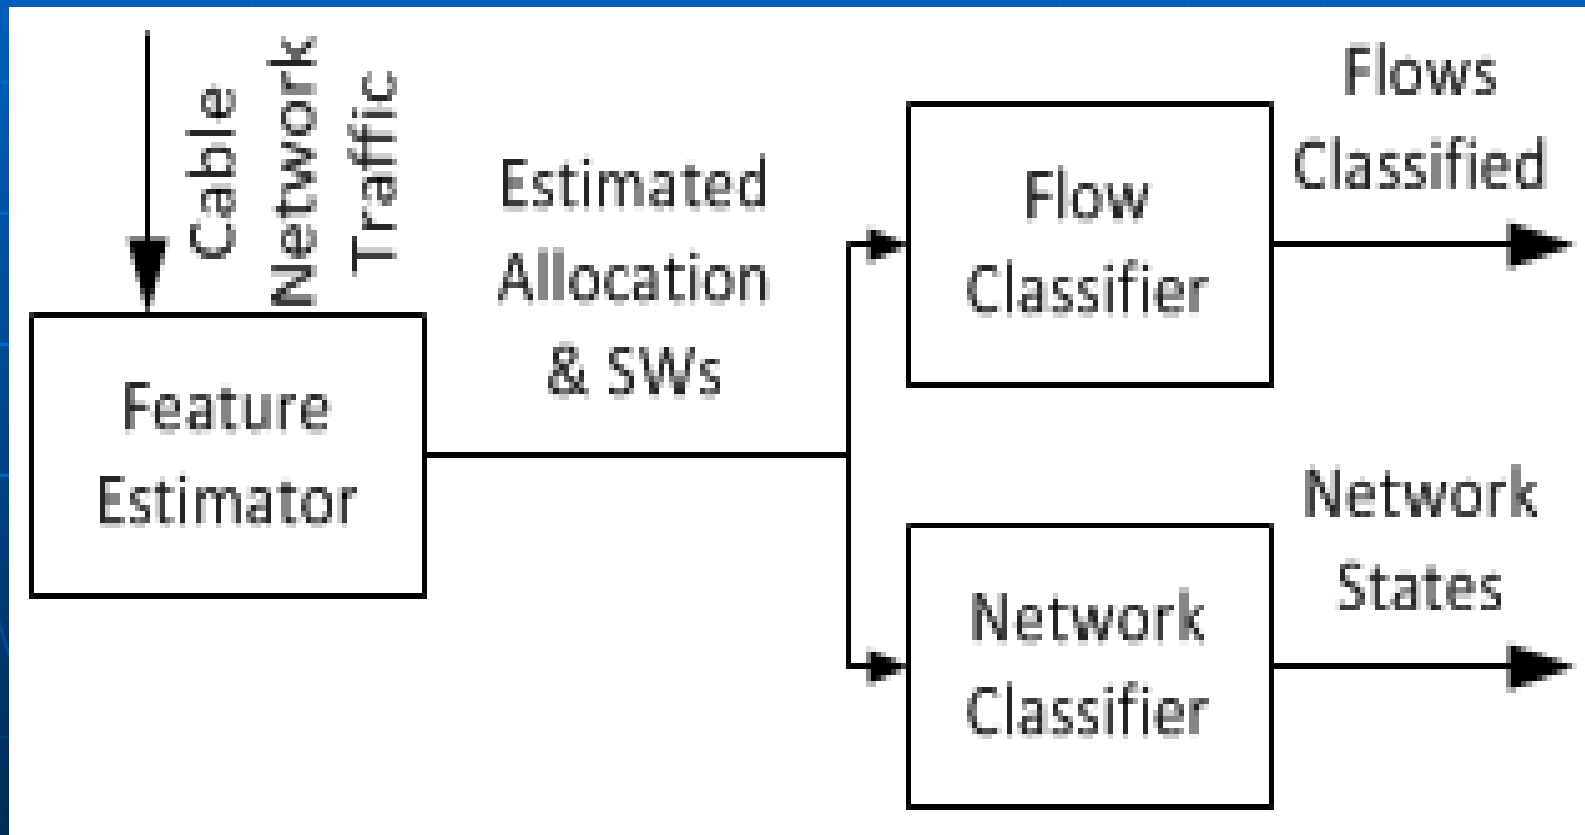 Cable
Network
Traffic
Feature
Estimator
Estimated
Allocation
& SWs
Flow
Classifier
Flows
Classified
Network
Classifier
Network
States